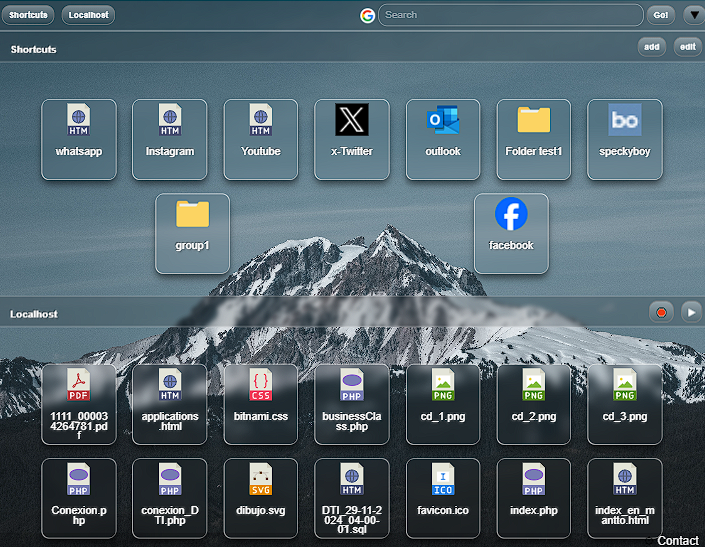 Shortcuts Localhost Search Go!
Shortcuts add edit
HTM HTM HTM
whatsapp Instagram Youtube x-Twitter outlook Folder test1 speckyboy
bo
group1 facebook
Localhost
PDF HTM CSS PHP PNG PNG PNG
1111_00003
4264781.pd
f
applications
.html
bitnami.css
businessCla
ss.php
cd_1.png
cd_2.png
cd_3.png
PHP PHP SVG HTM ICO PHP HTM
Conexion.p
hp
conexion_D
TI.php
dibujo.svg
DTI_29-11-2
024_04-00-
01.sql
favicon.ico
index.php
index_en_m
antto.html
Contact